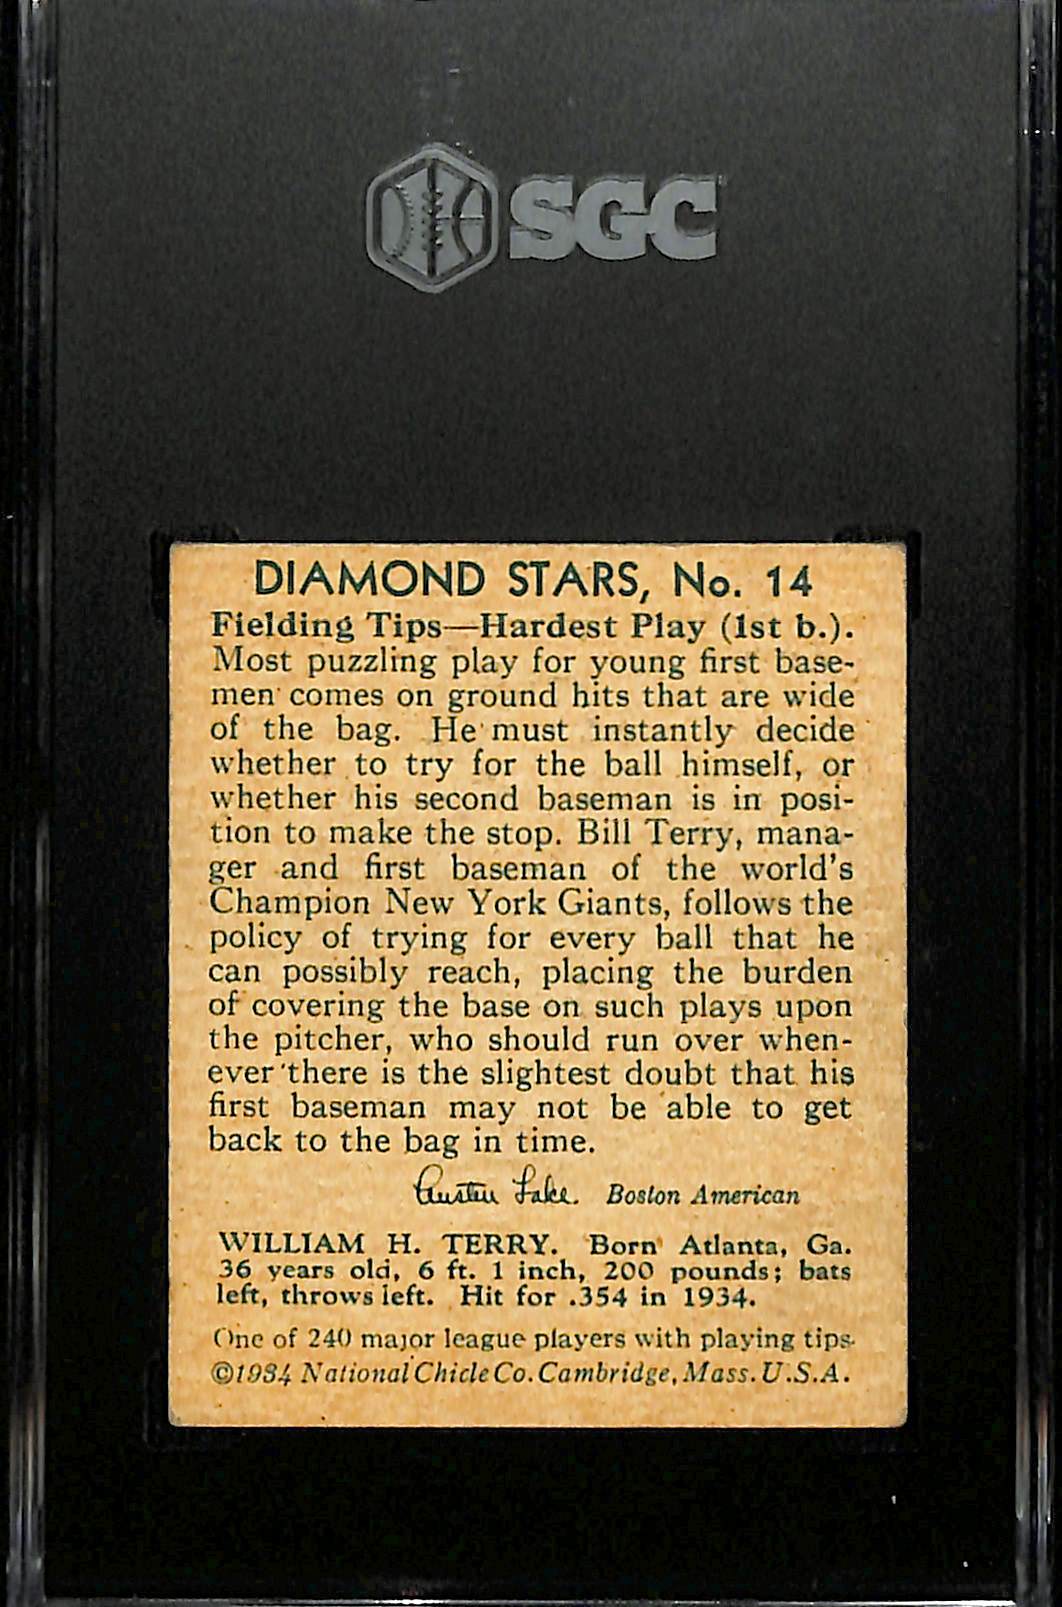 SGC
DIAMOND STARS, No. 14
Fielding Tips—Hardest Play (1st b.).
Most puzzling play for young first base-
men comes on ground hits that are wide
of the bag. He must instantly decide
whether to try for the ball himself, or
whether his second baseman is in posi-
tion to make the stop. Bill Terry, mana-
ger and first baseman of the world's
Champion New York Giants, follows the
policy of trying for every ball that he
can possibly reach, placing the burden
of covering the base on such plays upon
the pitcher, who should run over when-
ever there is the slightest doubt that his
first baseman may not be able to get
back to the bag in time.
Austen Lake. Boston American
WILLIAM H. TERRY. Born Atlanta, Ga.
36 years old, 6 ft. 1 inch, 200 pounds; bats
left, throws left. Hit for .354 in 1934.
One of 240 major league players with playing tips.
©1934 National Chicle Co. Cambridge, Mass. U.S.A.